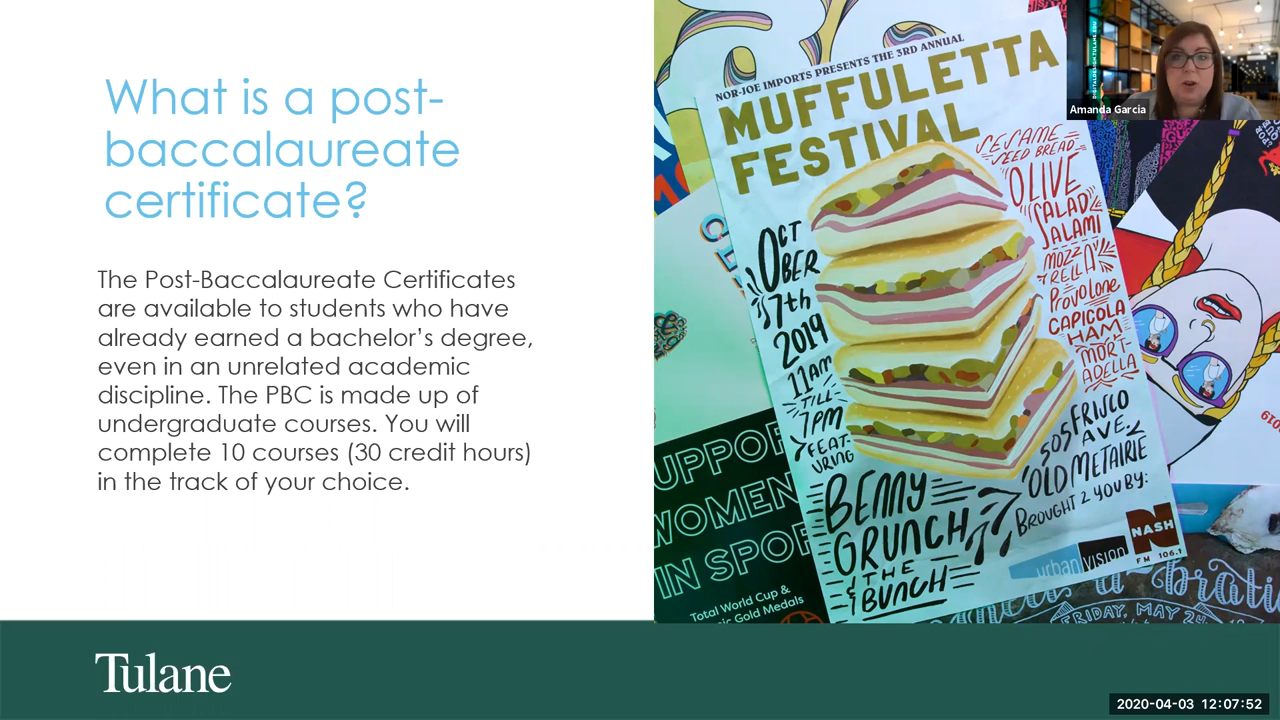 What is a post-
baccalaureate
certificate?
The Post-Baccalaureate Certificates
are available to students who have
already earned a bachelor’s degree,
even in an unrelated academic
discipline. The PBC is made up of
undergraduate courses. You will
complete 10 courses (30 credit hours)
in the track of your choice.
Tulane
NOR-JOE IMPORTS PRESENTS THE 3RD ANNUAL
MUFFULETTA
FESTIVAL
SESAME
SEED BREAD
OLIVE
SALAD
SALAMI
MOZZ
RELLA
PROVOLONE
CAPICOLA
HAM
MORT-
ADELLA
OCT
OBER
7th
2019
11AM
TILL
7PM
FEAT-
URING
BENNY
GRUNCH
& THE
BUNCH
505 FRISCO
AVE.
OLD METAIRIE
BROUGHT 2 YOU BY:
urban vision
NASH
FM 106.1
SUPPOR
WOMEN
IN SPOR
Total World Cup &
ic Gold Medals
FRIDAY, MAY 24
Amanda Garcia
DIGITALDESIGN.TULANE.EDU
2020-04-03 12:07:52